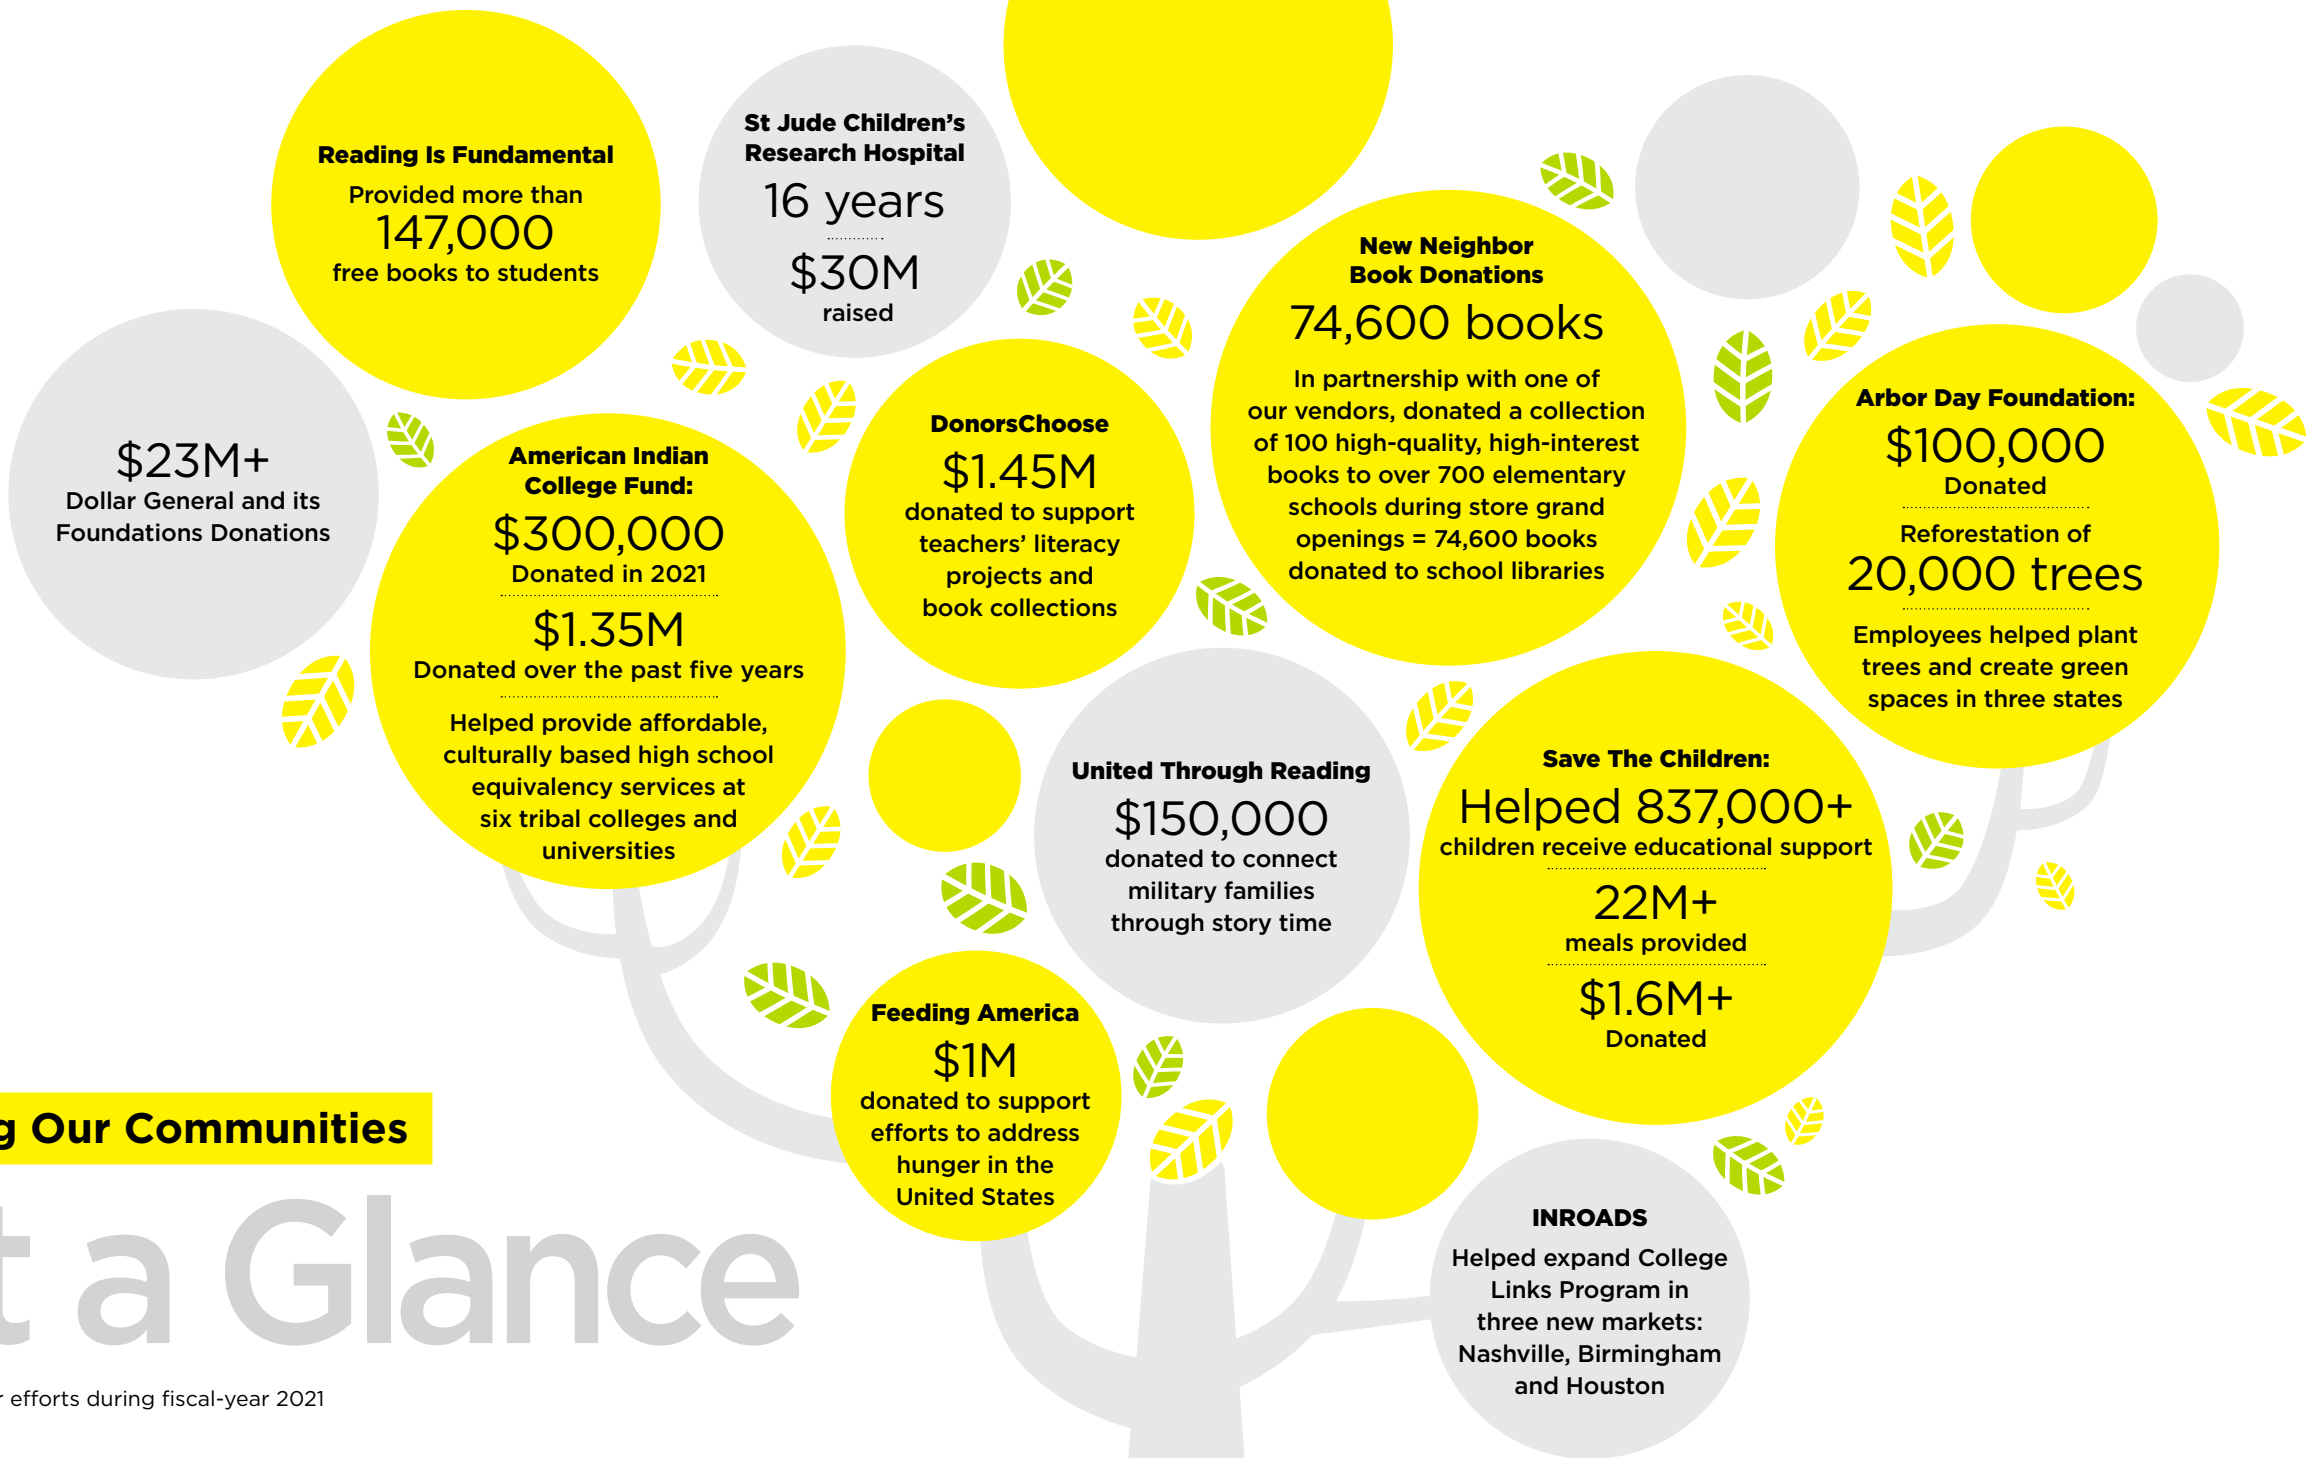 Reading Is Fundamental
Provided more than
147,000
free books to students
St Jude Children's
Research Hospital
16 years
$30M
raised
$23M+
Dollar General and its
Foundations Donations
American Indian
College Fund:
$300,000
Donated in 2021
$1.35M
Donated over the past five years
Helped provide affordable,
culturally based high school
equivalency services at
six tribal colleges and
universities
DonorsChoose
$1.45M
donated to support
teachers’ literacy
projects and
book collections
New Neighbor
Book Donations
74,600 books
In partnership with one of
our vendors, donated a collection
of 100 high-quality, high-interest
books to over 700 elementary
schools during store grand
openings = 74,600 books
donated to school libraries
Arbor Day Foundation:
$100,000
Donated
Reforestation of
20,000 trees
Employees helped plant
trees and create green
spaces in three states
United Through Reading
$150,000
donated to connect
military families
through story time
Save The Children:
Helped 837,000+
children receive educational support
22M+
meals provided
$1.6M+
Donated
Feeding America
$1M
donated to support
efforts to address
hunger in the
United States
INROADS
Helped expand College
Links Program in
three new markets:
Nashville, Birmingham
and Houston
g Our Communities
t a Glance
r efforts during fiscal-year 2021